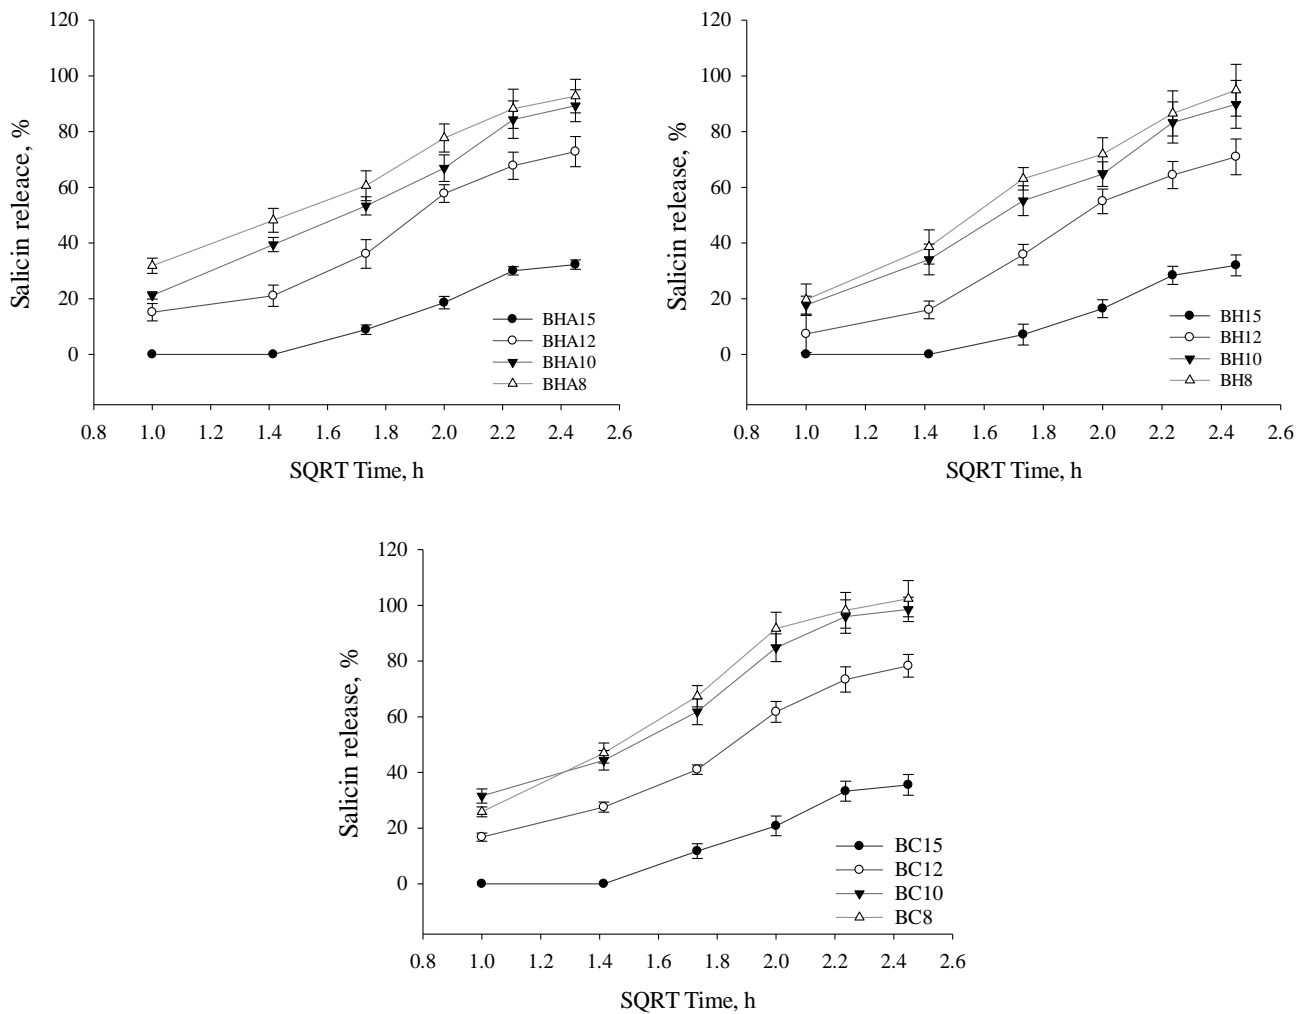 120
100
80
60
40
20
0
Salicin releace, %
BHA15
BHA12
BHA10
BHA8
0.8 1.0 1.2 1.4 1.6 1.8 2.0 2.2 2.4 2.6
SQRT Time, h
120
100
80
60
40
20
0
Salicin release, %
BH15
BH12
BH10
BH8
0.8 1.0 1.2 1.4 1.6 1.8 2.0 2.2 2.4 2.6
SQRT Time, h
120
100
80
60
40
20
0
Salicin release, %
BC15
BC12
BC10
BC8
0.8 1.0 1.2 1.4 1.6 1.8 2.0 2.2 2.4 2.6
SQRT Time, h